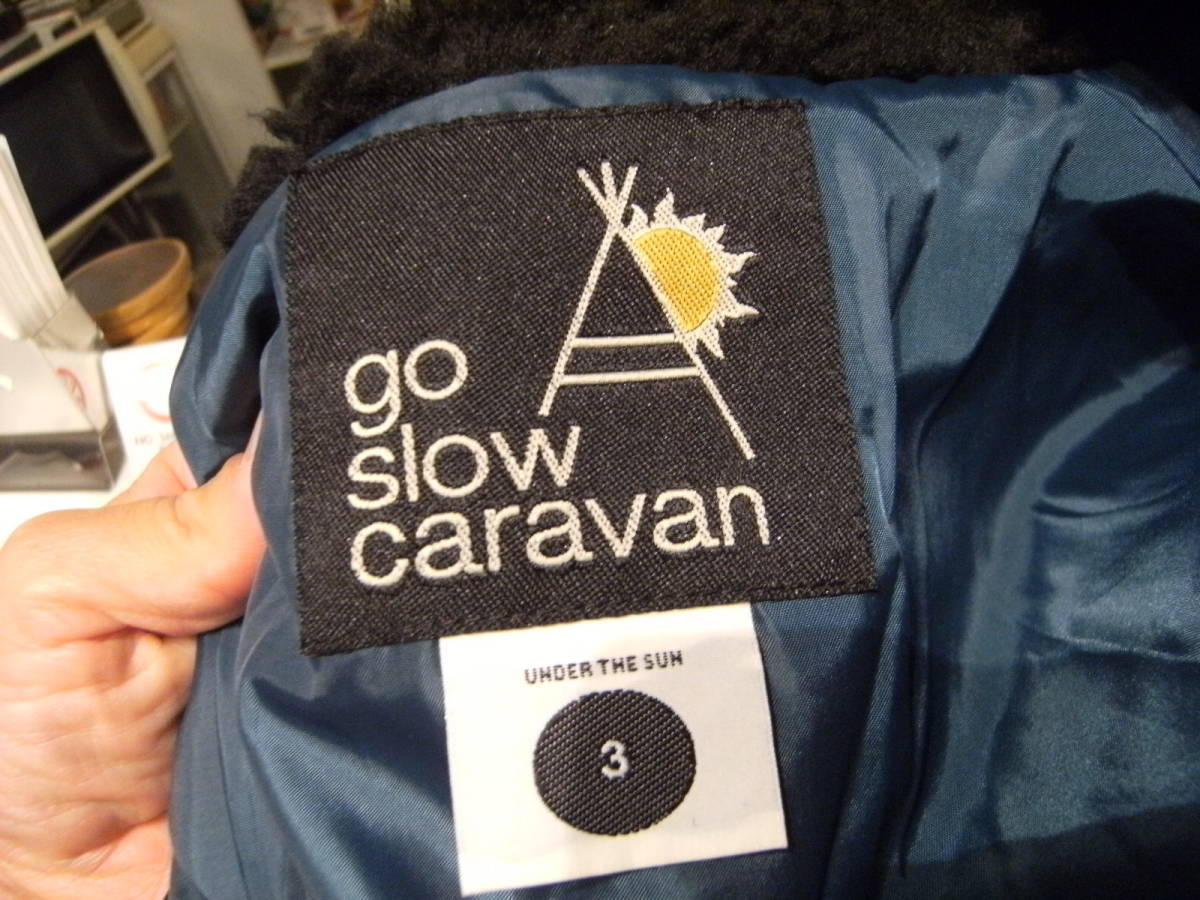 go
slow
caravan
UNDER THE SUN
3